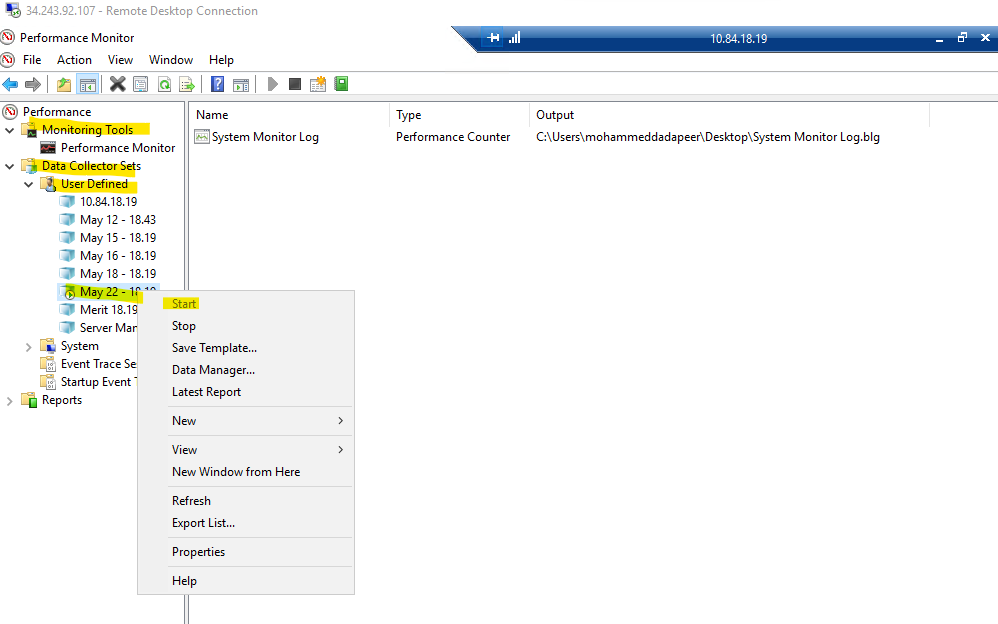 34.243.92.107 - Remote Desktop Connection
Performance Monitor
10.84.18.19
File Action View Window Help
Performance
Monitoring Tools
Performance Monitor
Data Collector Sets
User Defined
10.84.18.19
May 12 - 18.43
May 15 - 18.19
May 16 - 18.19
May 18 - 18.19
May 22 - 18.19
Merit 18.19
Server Man
System
Event Trace Se
Startup Event T
Reports
Name Type Output
System Monitor Log Performance Counter C:\Users\mohammeddadapeer\Desktop\System Monitor Log.blg
Start
Stop
Save Template...
Data Manager...
Latest Report
New
View
New Window from Here
Refresh
Export List...
Properties
Help